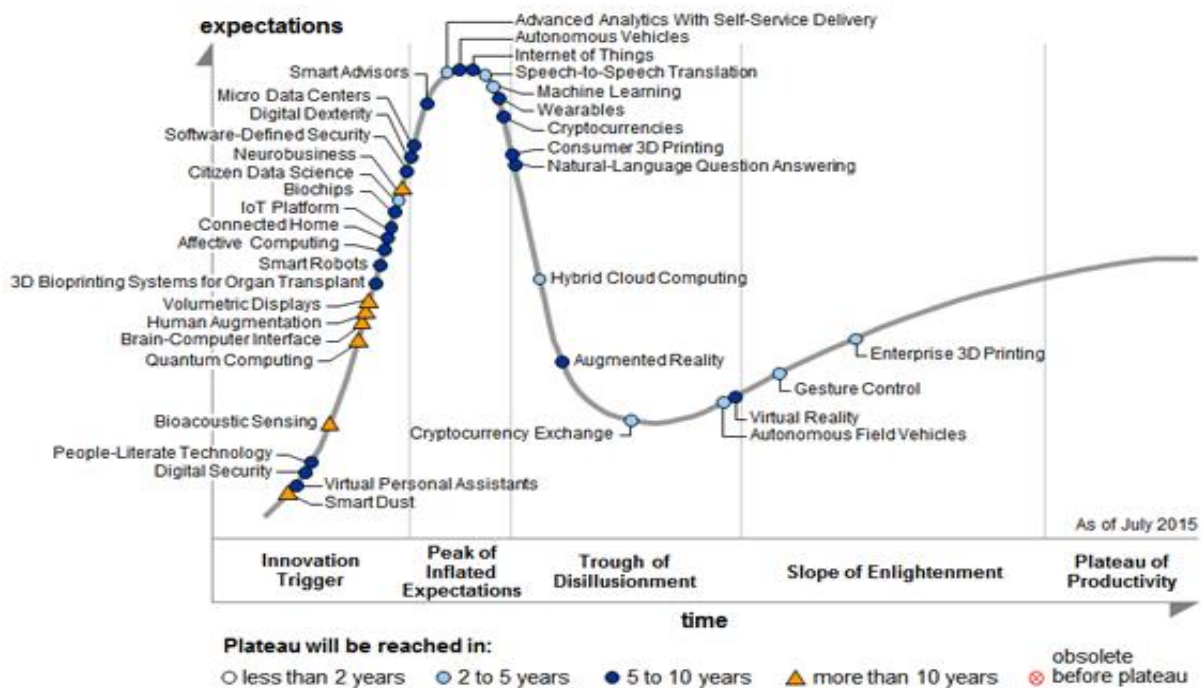 expectations
Advanced Analytics With Self-Service Delivery
Autonomous Vehicles
Internet of Things
Smart Advisors
Speech-to-Speech Translation
Machine Learning
Micro Data Centers
Wearables
Digital Dexterity
Cryptocurrencies
Software-Defined Security
Consumer 3D Printing
Neurobusiness
Natural-Language Question Answering
Citizen Data Science
Biochips
IoT Platform
Connected Home
Affective Computing
Smart Robots
Hybrid Cloud Computing
3D Bioprinting Systems for Organ Transplant
Volumetric Displays
Human Augmentation
Brain-Computer Interface
Quantum Computing
Augmented Reality
Enterprise 3D Printing
Gesture Control
Bioacoustic Sensing
Virtual Reality
Cryptocurrency Exchange
Autonomous Field Vehicles
People-Literate Technology
Digital Security
Virtual Personal Assistants
Smart Dust
As of July 2015
Innovation
Trigger
Peak of
Inflated
Expectations
Trough of
Disillusionment
Slope of Enlightenment
Plateau of
Productivity
time
Plateau will be reached in:
less than 2 years
2 to 5 years
5 to 10 years
more than 10 years
obsolete
before plateau